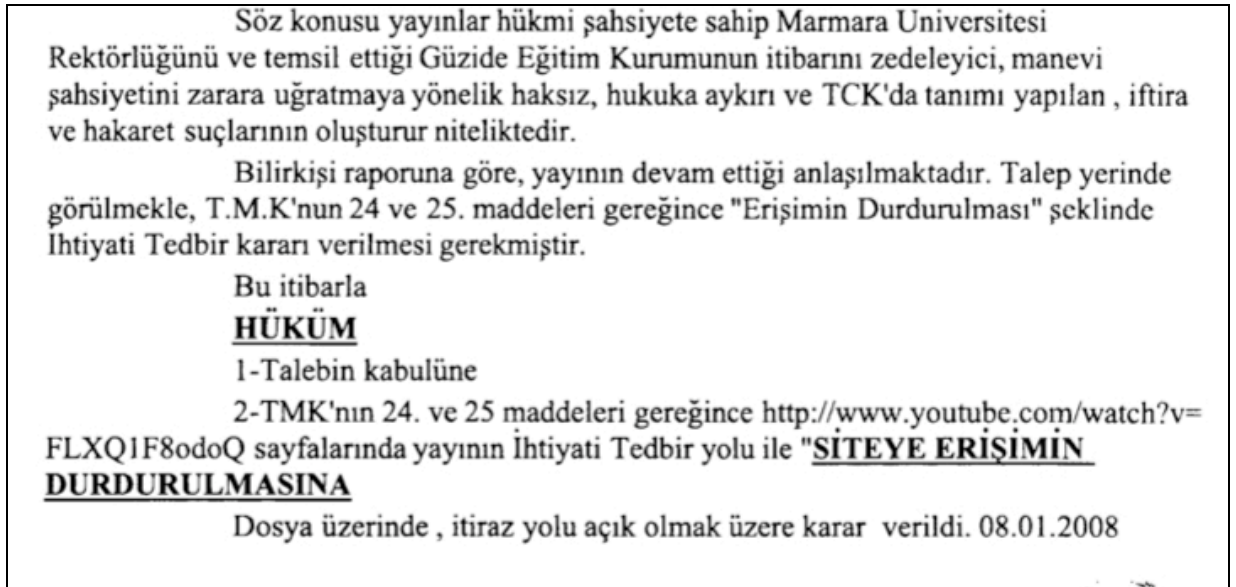 Söz konusu yayınlar hükmi şahsiyete sahip Marmara Universitesi
Rektörlüğünü ve temsil ettiği Güzide Eğitim Kurumunun itibarını zedeleyici, manevi
şahsiyetini zarara uğratmaya yönelik haksız, hukuka aykırı ve TCK'da tanımı yapılan , iftira
ve hakaret suçlarının oluşturur niteliktedir.
Bilirkişi raporuna göre, yayının devam ettiği anlaşılmaktadır. Talep yerinde
görülmekle, T.M.K'nun 24 ve 25. maddeleri gereğince "Erişimin Durdurulması" şeklinde
İhtiyati Tedbir kararı verilmesi gerekmiştir.
Bu itibarla
HÜKÜM
1-Talebin kabulüne
2-TMK'nın 24. ve 25 maddeleri gereğince http://www.youtube.com/watch?v=
FLXQ1F8odoQ sayfalarında yayının İhtiyati Tedbir yolu ile "SİTEYE ERİŞİMİN
DURDURULMASINA
Dosya üzerinde , itiraz yolu açık olmak üzere karar verildi. 08.01.2008